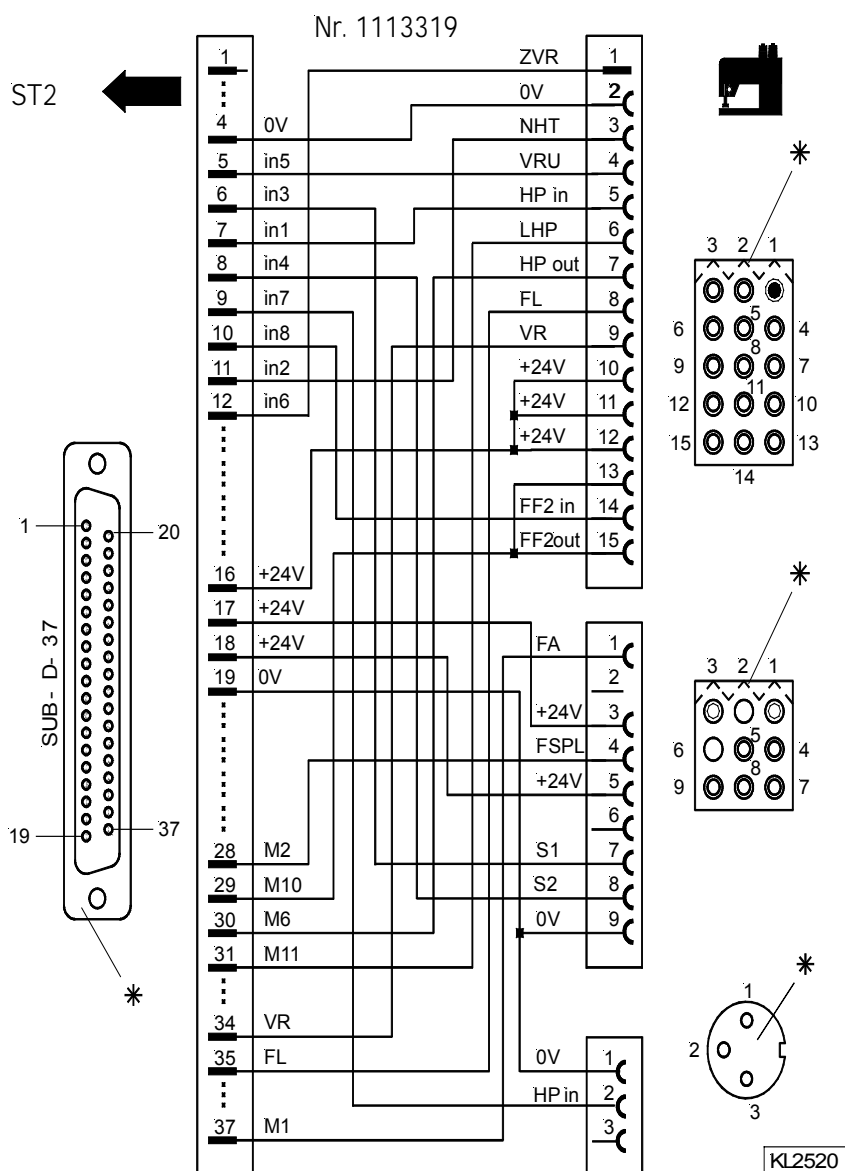 Nr. 1113319
ST2
1
4 0V
5 in5
6 in3
7 in1
8 in4
9 in7
10 in8
11 in2
12 in6
16 +24V
17 +24V
18 +24V
19 0V
28 M2
29 M10
30 M6
31 M11
34 VR
35 FL
37 M1
ZVR 1
0V 2
NHT 3
VRU 4
HP in 5
LHP 6
HP out 7
FL 8
VR 9
+24V 10
+24V 11
+24V 12
13
FF2 in 14
FF2out 15
FA 1
2
+24V 3
FSPL 4
+24V 5
6
S1 7
S2 8
0V 9
0V 1
HP in 2
3
1 20
SUB- D- 37
19 37
*
*
3 2 1
5
6 4
8
9 7
11
12 10
15 13
14
*
3 2 1
5
6 4
8
9 7
*
1
2
3
KL2520